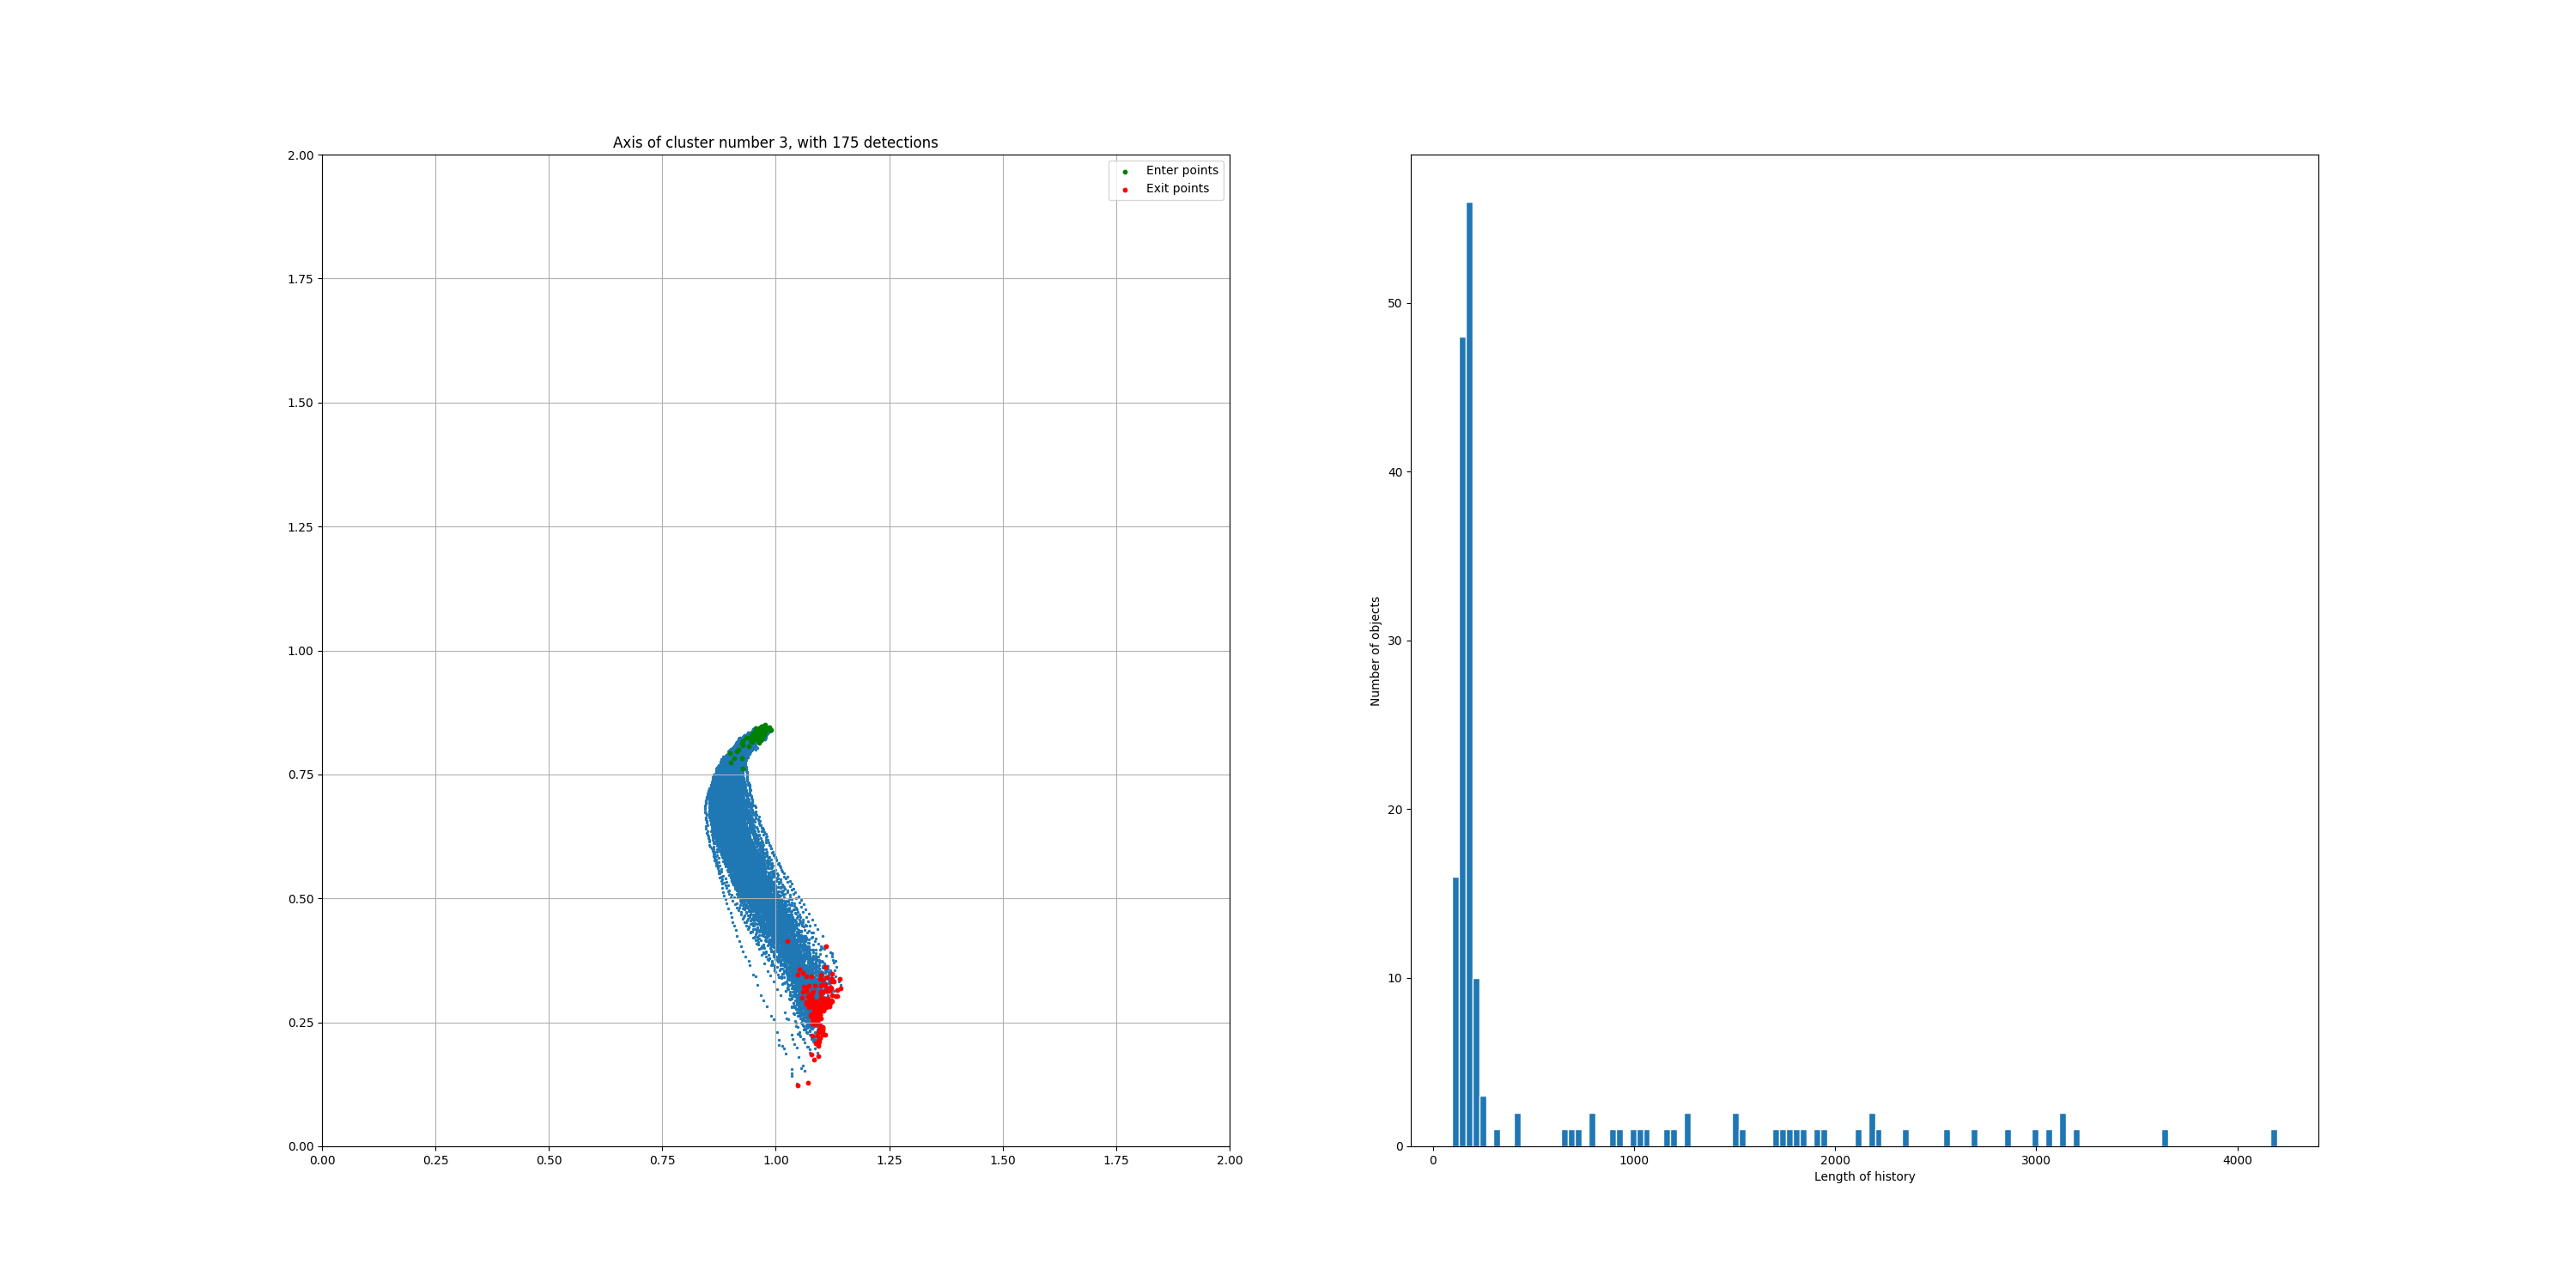 Axis of cluster number 3, with 175 detections
Enter points
Exit points
2.00
1.75
1.50
1.25
1.00
0.75
0.50
0.25
0.00
0.00 0.25 0.50 0.75 1.00 1.25 1.50 1.75 2.00
Number of objects
50
40
30
20
10
0
0 1000 2000 3000 4000
Length of history